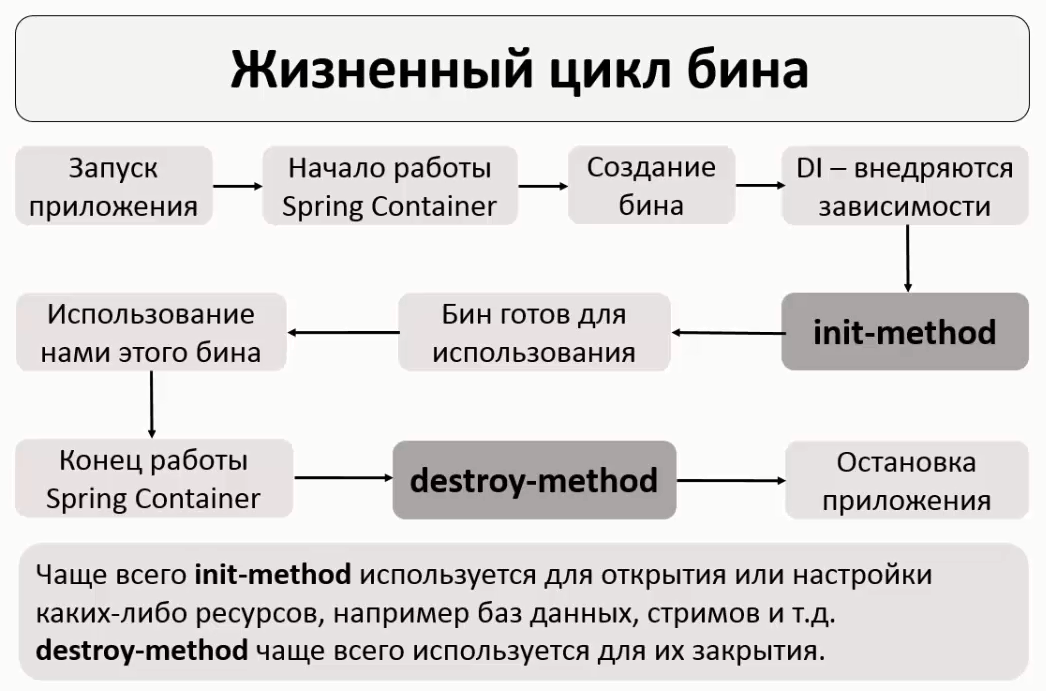 Жизненный цикл бина
Запуск
приложения
Начало работы
Spring Container
Создание
бина
DI – внедряются
зависимости
init-method
Бин готов для
использования
Использование
нами этого бина
Конец работы
Spring Container
destroy-method
Остановка
приложения
Чаще всего init-method используется для открытия или настройки
каких-либо ресурсов, например баз данных, стримов и т.д.
destroy-method чаще всего используется для их закрытия.